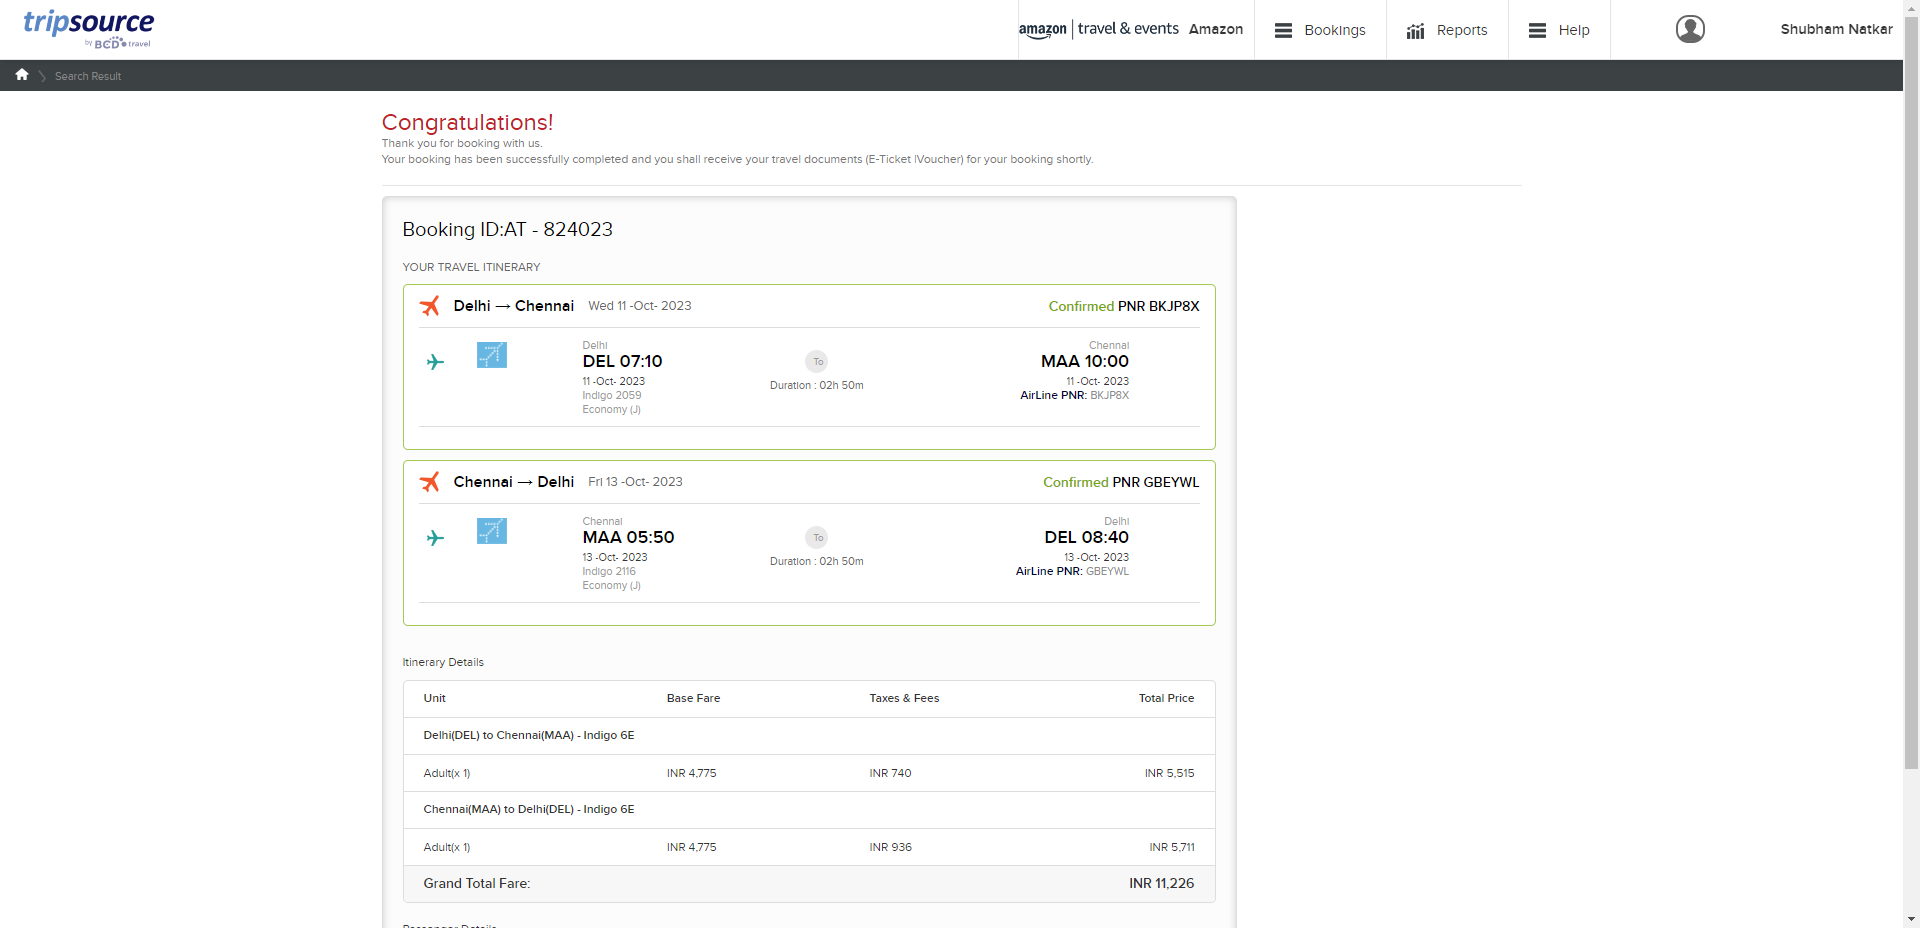 tripsource
by BCD travel
amazon | travel & events Amazon
Bookings
Reports
Help
Shubham Natkar
Search Result
Congratulations!
Thank you for booking with us.
Your booking has been successfully completed and you shall receive your travel documents (E-Ticket |Voucher) for your booking shortly.
Booking ID:AT - 824023
YOUR TRAVEL ITINERARY
Delhi → Chennai Wed 11 -Oct- 2023 Confirmed PNR BKJP8X
Delhi To Chennai
DEL 07:10 MAA 10:00
11 -Oct- 2023 Duration : 02h 50m 11 -Oct- 2023
Indigo 2059 AirLine PNR: BKJP8X
Economy (J)
Chennai → Delhi Fri 13 -Oct- 2023 Confirmed PNR GBEYWL
Chennai To Delhi
MAA 05:50 DEL 08:40
13 -Oct- 2023 Duration : 02h 50m 13 -Oct- 2023
Indigo 2116 AirLine PNR: GBEYWL
Economy (J)
Itinerary Details
Unit Base Fare Taxes & Fees Total Price
Delhi(DEL) to Chennai(MAA) - Indigo 6E
Adult(x 1) INR 4,775 INR 740 INR 5,515
Chennai(MAA) to Delhi(DEL) - Indigo 6E
Adult(x 1) INR 4,775 INR 936 INR 5,711
Grand Total Fare: INR 11,226
Passenger Details